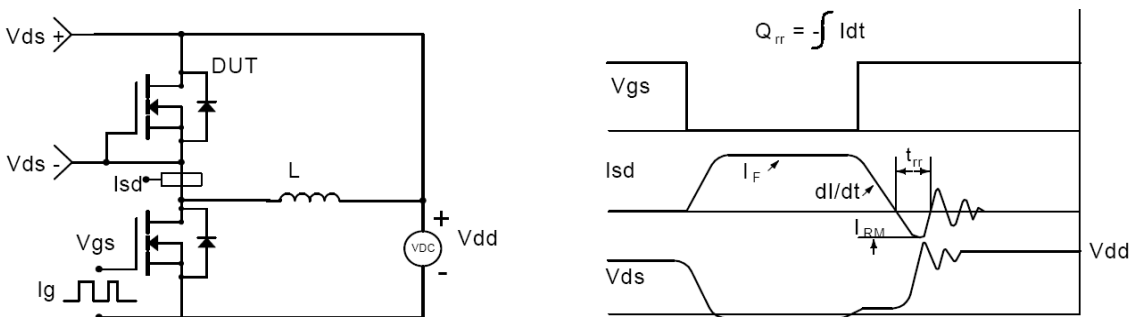 Vds +
DUT
Vds -
Isd
L
Vgs
+
VDC
Vdd
-
Ig
Q rr = - ∫ Idt
Vgs
Isd
I F
dI/dt
t rr
I RM
Vds
Vdd